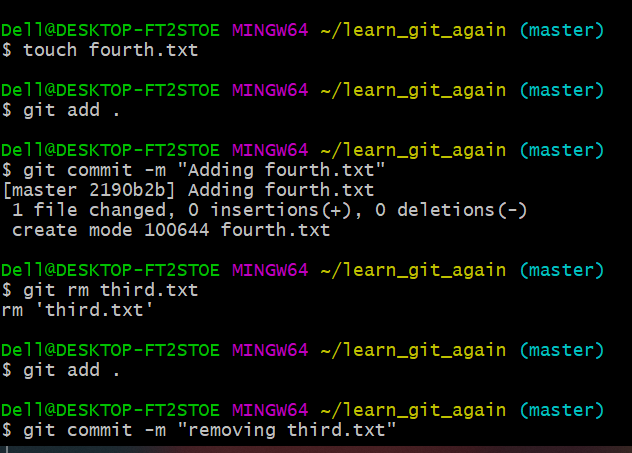 Dell@DESKTOP-FT2STOE MINGW64 ~/learn_git_again (master)
$ touch fourth.txt
Dell@DESKTOP-FT2STOE MINGW64 ~/learn_git_again (master)
$ git add .
Dell@DESKTOP-FT2STOE MINGW64 ~/learn_git_again (master)
$ git commit -m "Adding fourth.txt"
[master 2190b2b] Adding fourth.txt
 1 file changed, 0 insertions(+), 0 deletions(-)
 create mode 100644 fourth.txt
Dell@DESKTOP-FT2STOE MINGW64 ~/learn_git_again (master)
$ git rm third.txt
rm 'third.txt'
Dell@DESKTOP-FT2STOE MINGW64 ~/learn_git_again (master)
$ git add .
Dell@DESKTOP-FT2STOE MINGW64 ~/learn_git_again (master)
$ git commit -m "removing third.txt"